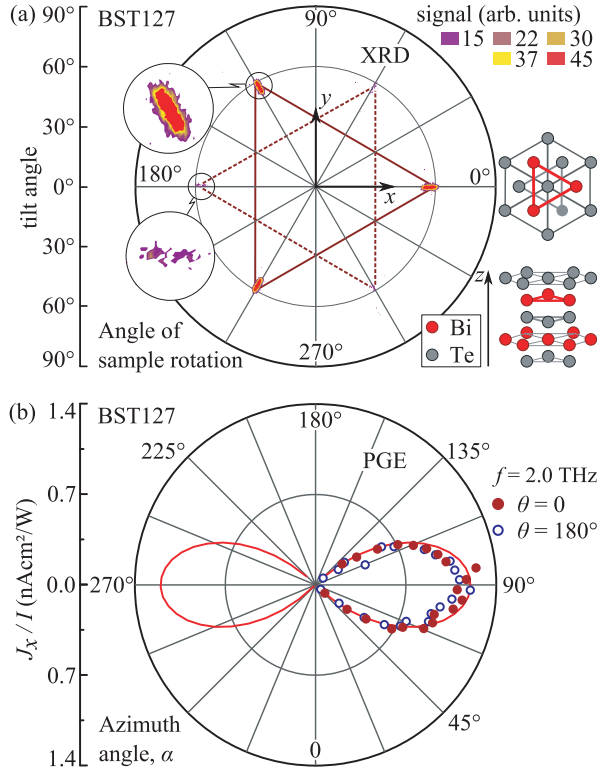 (a)
BST127
90°
signal (arb. units)
15 22 30
37 45
XRD
90°
60°
30°
0°
30°
60°
90°
tilt angle
180°
0°
y
x
z
Angle of
sample rotation
270°
Bi
Te
(b)
BST127
180°
1.4
0.7
0.0
0.7
1.4
J_x / I (nAcm²/W)
225°
135°
PGE
f = 2.0 THz
θ = 0
θ = 180°
270°
90°
45°
0
Azimuth
angle, α